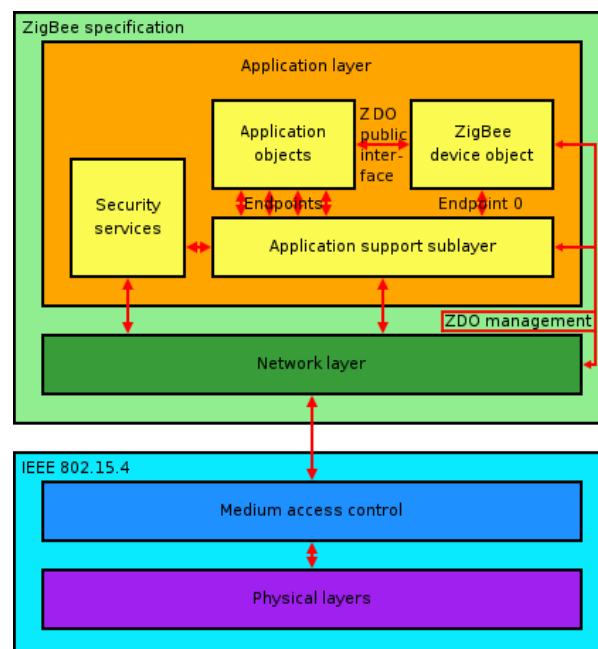 ZigBee specification
Application layer
Application
objects
ZDO
public
inter-
face
ZigBee
device object
Security
services
Endpoints
Endpoint 0
Application support sublayer
ZDO management
Network layer
IEEE 802.15.4
Medium access control
Physical layers